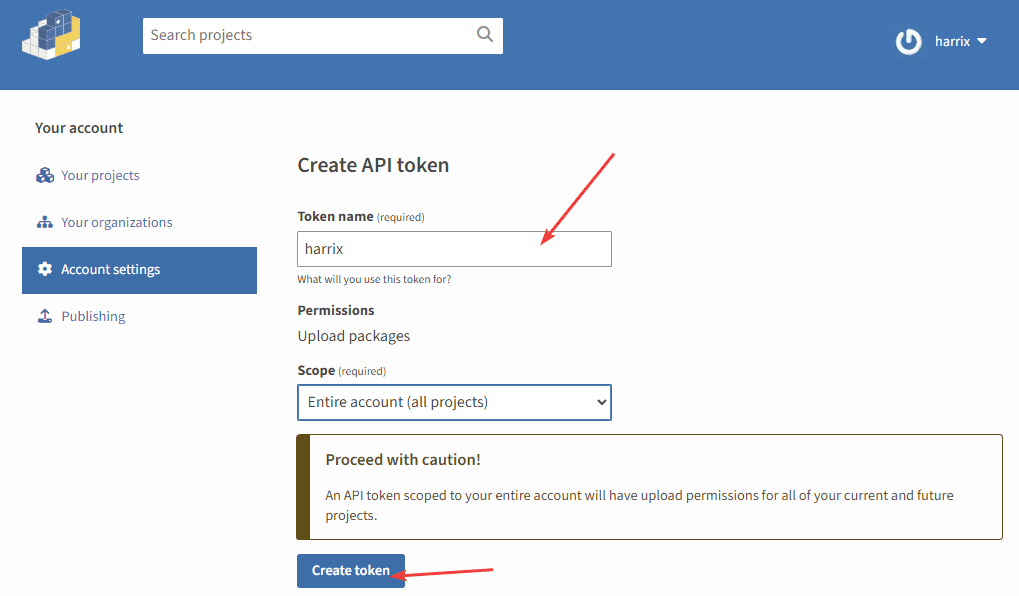 Search projects
harrix
Your account
Your projects
Your organizations
Account settings
Publishing
Create API token
Token name (required)
harrix
What will you use this token for?
Permissions
Upload packages
Scope (required)
Entire account (all projects)
Proceed with caution!
An API token scoped to your entire account will have upload permissions for all of your current and future
projects.
Create token